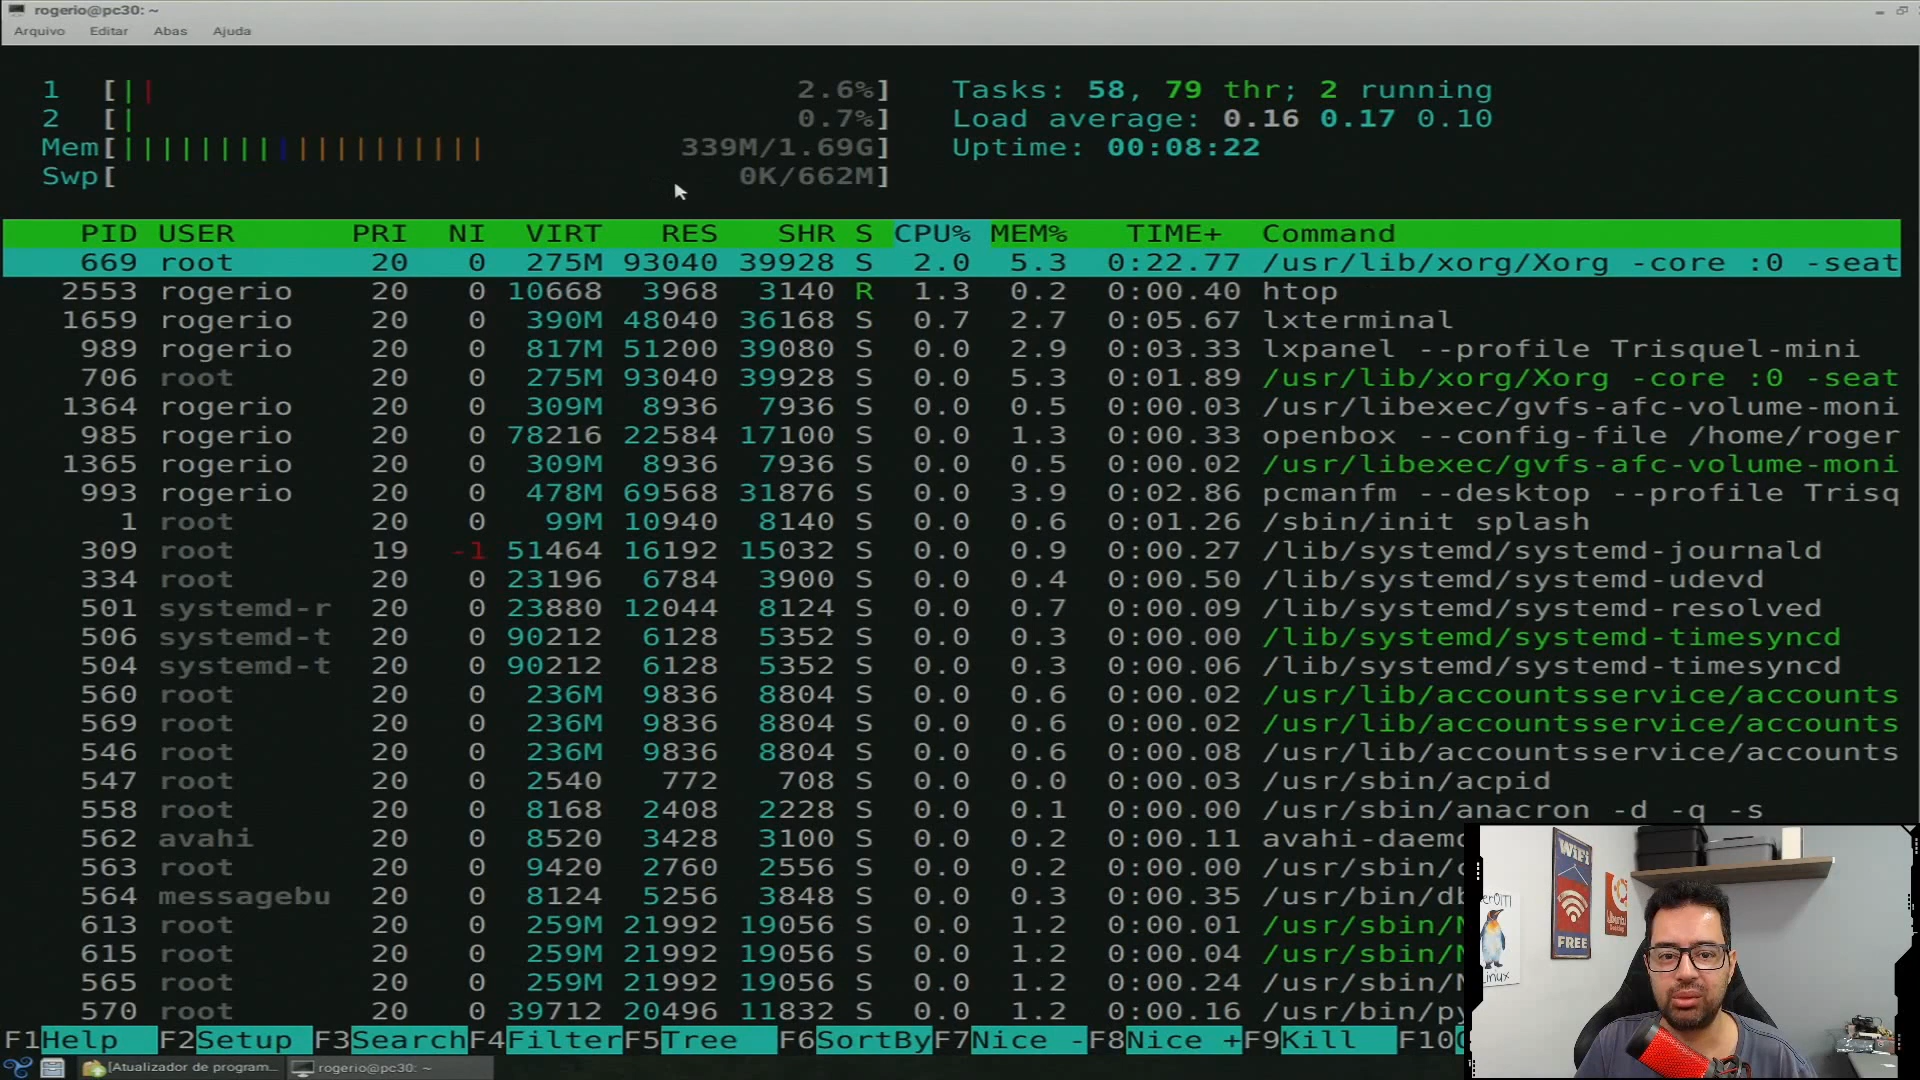 rogerio@pc30: ~
Arquivo Editar Abas Ajuda
1 [|| 2.6%] Tasks: 58, 79 thr; 2 running
2 [| 0.7%] Load average: 0.16 0.17 0.10
Mem[||||||||||||||||||||| 339M/1.69G] Uptime: 00:08:22
Swp[ 0K/662M]
PID USER PRI NI VIRT RES SHR S CPU% MEM% TIME+ Command
669 root 20 0 275M 93040 39928 S 2.0 5.3 0:22.77 /usr/lib/xorg/Xorg -core :0 -seat
2553 rogerio 20 0 10668 3968 3140 R 1.3 0.2 0:00.40 htop
1659 rogerio 20 0 390M 48040 36168 S 0.7 2.7 0:05.67 lxterminal
989 rogerio 20 0 817M 51200 39080 S 0.0 2.9 0:03.33 lxpanel --profile Trisquel-mini
706 root 20 0 275M 93040 39928 S 0.0 5.3 0:01.89 /usr/lib/xorg/Xorg -core :0 -seat
1364 rogerio 20 0 309M 8936 7936 S 0.0 0.5 0:00.03 /usr/libexec/gvfs-afc-volume-moni
985 rogerio 20 0 78216 22584 17100 S 0.0 1.3 0:00.33 openbox --config-file /home/roger
1365 rogerio 20 0 309M 8936 7936 S 0.0 0.5 0:00.02 /usr/libexec/gvfs-afc-volume-moni
993 rogerio 20 0 478M 69568 31876 S 0.0 3.9 0:02.86 pcmanfm --desktop --profile Trisq
1 root 20 0 99M 10940 8140 S 0.0 0.6 0:01.26 /sbin/init splash
309 root 19 -1 51464 16192 15032 S 0.0 0.9 0:00.27 /lib/systemd/systemd-journald
334 root 20 0 23196 6784 3900 S 0.0 0.4 0:00.50 /lib/systemd/systemd-udevd
501 systemd-r 20 0 23880 12044 8124 S 0.0 0.7 0:00.09 /lib/systemd/systemd-resolved
506 systemd-t 20 0 90212 6128 5352 S 0.0 0.3 0:00.00 /lib/systemd/systemd-timesyncd
504 systemd-t 20 0 90212 6128 5352 S 0.0 0.3 0:00.06 /lib/systemd/systemd-timesyncd
560 root 20 0 236M 9836 8804 S 0.0 0.6 0:00.02 /usr/lib/accountsservice/accounts
569 root 20 0 236M 9836 8804 S 0.0 0.6 0:00.02 /usr/lib/accountsservice/accounts
546 root 20 0 236M 9836 8804 S 0.0 0.6 0:00.08 /usr/lib/accountsservice/accounts
547 root 20 0 2540 772 708 S 0.0 0.0 0:00.03 /usr/sbin/acpid
558 root 20 0 8168 2408 2228 S 0.0 0.1 0:00.00 /usr/sbin/anacron -d -q -s
562 avahi 20 0 8520 3428 3100 S 0.0 0.2 0:00.11 avahi-daemo
563 root 20 0 9420 2760 2556 S 0.0 0.2 0:00.00 /usr/sbin/c
564 messagebu 20 0 8124 5256 3848 S 0.0 0.3 0:00.35 /usr/bin/db
613 root 20 0 259M 21992 19056 S 0.0 1.2 0:00.01 /usr/sbin/N
615 root 20 0 259M 21992 19056 S 0.0 1.2 0:00.04 /usr/sbin/N
565 root 20 0 259M 21992 19056 S 0.0 1.2 0:00.24 /usr/sbin/N
570 root 20 0 39712 20496 11832 S 0.0 1.2 0:00.16 /usr/bin/py
F1Help F2Setup F3SearchF4FilterF5Tree F6SortByF7Nice -F8Nice +F9Kill F10
[Atualizador de program... rogerio@pc30: ~
WiFi
FREE
Linux